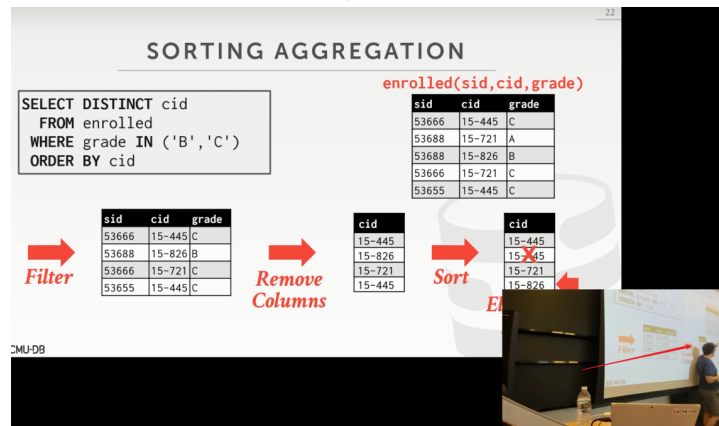 22
SORTING AGGREGATION
enrolled(sid,cid,grade)
SELECT DISTINCT cid
FROM enrolled
WHERE grade IN ('B','C')
ORDER BY cid
sid cid grade
53666 15-445 C
53688 15-721 A
53688 15-826 B
53666 15-721 C
53655 15-445 C
sid cid grade
53666 15-445 C
53688 15-826 B
53666 15-721 C
53655 15-445 C
Filter
cid
15-445
15-826
15-721
15-445
Remove
Columns
cid
15-445
15-445
15-721
15-826
Sort
CMU·DB
Filter